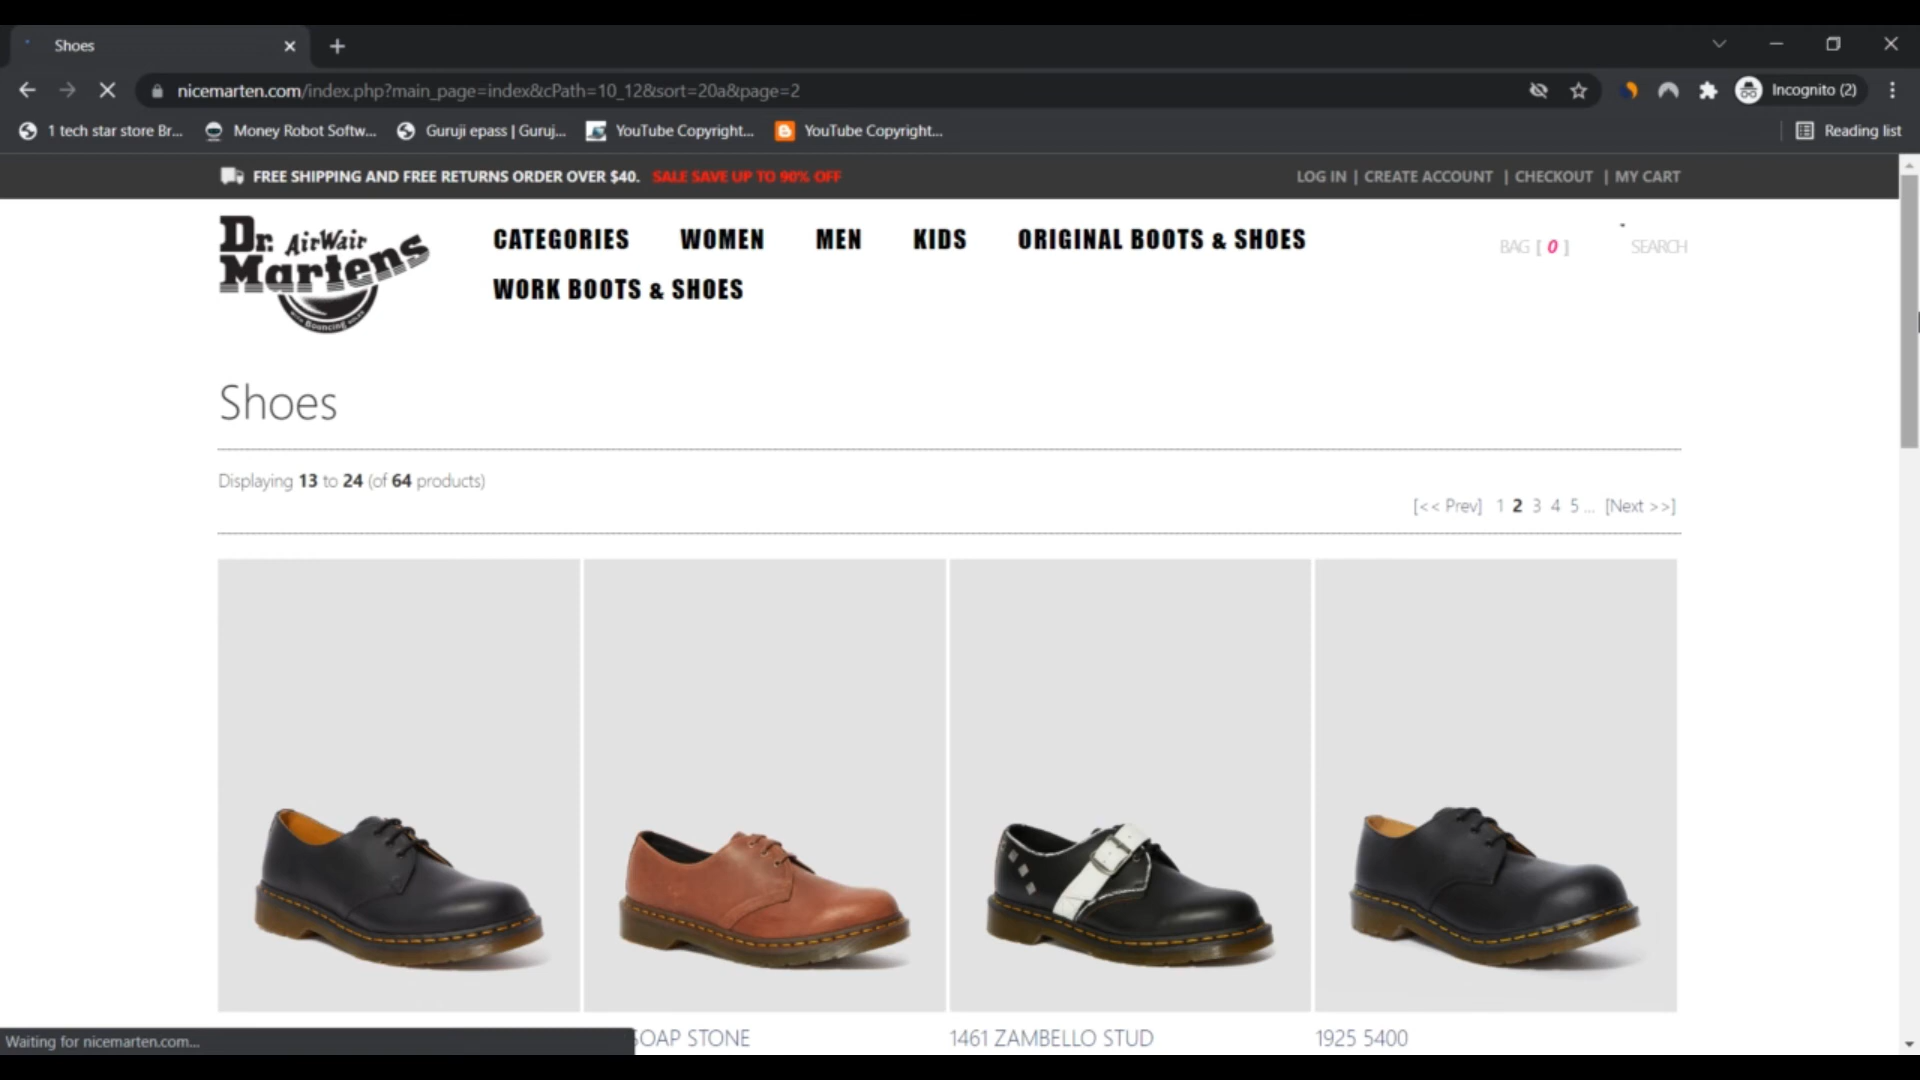 Shoes
nicemarten.com/index.php?main_page=index&cPath=10_12&sort=20a&page=2
Incognito (2)
1 tech star store Br...
Money Robot Softw...
Guruji epass | Guruj...
YouTube Copyright...
YouTube Copyright...
Reading list
FREE SHIPPING AND FREE RETURNS ORDER OVER $40. SALE SAVE UP TO 90% OFF
LOG IN | CREATE ACCOUNT | CHECKOUT | MY CART
Dr. AirWair
Martens
CATEGORIES WOMEN MEN KIDS ORIGINAL BOOTS & SHOES
WORK BOOTS & SHOES
BAG [ 0 ]
SEARCH
Shoes
Displaying 13 to 24 (of 64 products)
[<< Prev] 1 2 3 4 5 ... [Next >>]
SOAP STONE
1461 ZAMBELLO STUD
1925 5400
Waiting for nicemarten.com...